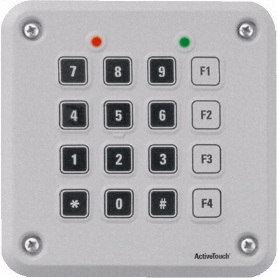 7 8 9 F1
4 5 6 F2
1 2 3 F3
* 0 # F4
ActiveTouch